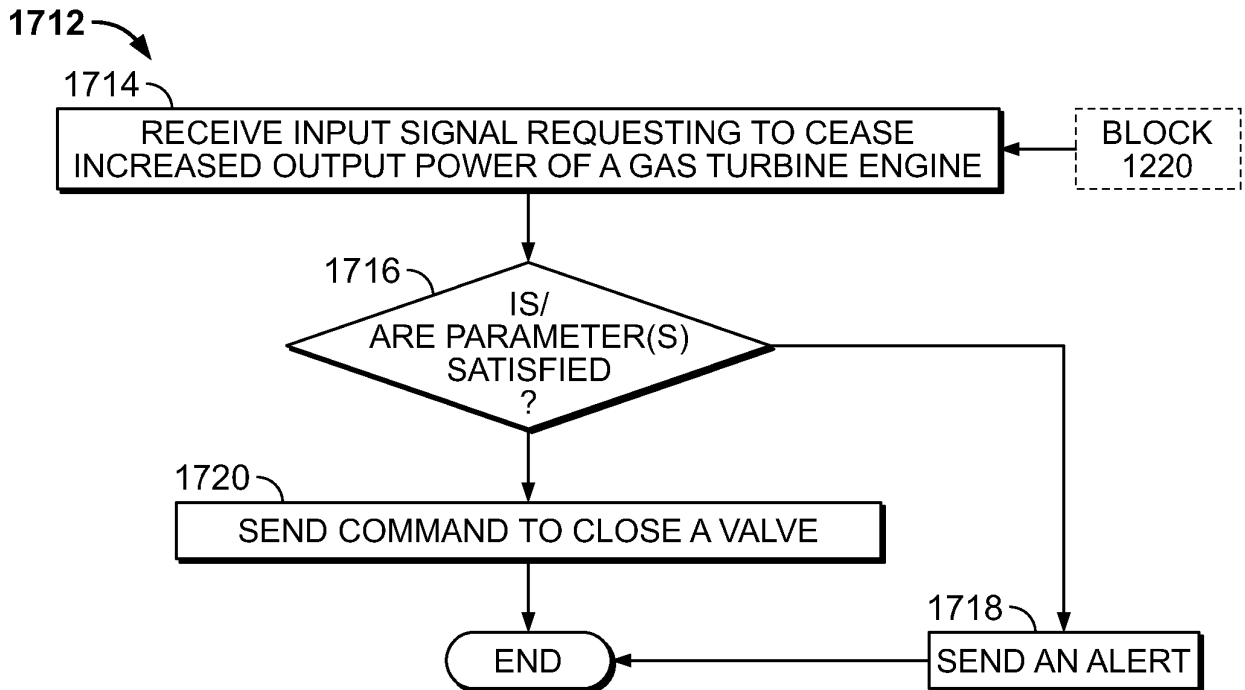 1712
1714
RECEIVE INPUT SIGNAL REQUESTING TO CEASE
INCREASED OUTPUT POWER OF A GAS TURBINE ENGINE
BLOCK
1220
1716
IS/
ARE PARAMETER(S)
SATISFIED
?
1720
SEND COMMAND TO CLOSE A VALVE
1718
SEND AN ALERT
END